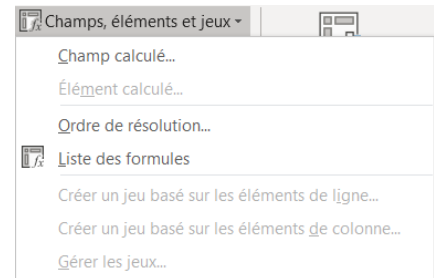 Champs, éléments et jeux
Champ calculé...
Élément calculé...
Ordre de résolution...
Liste des formules
Créer un jeu basé sur les éléments de ligne...
Créer un jeu basé sur les éléments de colonne...
Gérer les jeux...